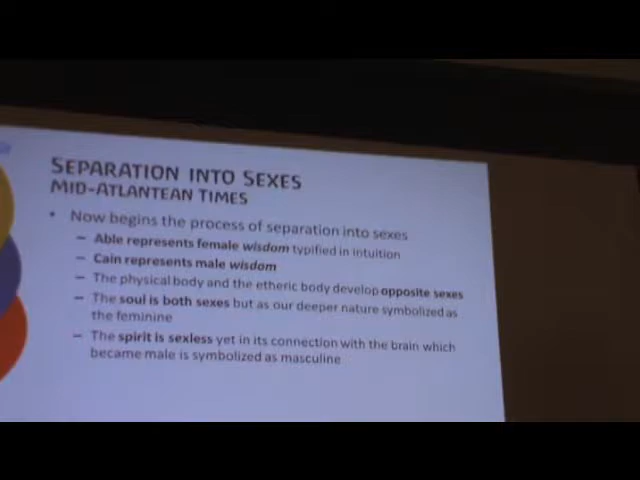 SEPARATION INTO SEXES
MID-ATLANTEAN TIMES
• Now begins the process of separation into sexes
– Able represents female wisdom typified in intuition
– Cain represents male wisdom
– The physical body and the etheric body develop opposite sexes
– The soul is both sexes but as our deeper nature symbolized as
the feminine
– The spirit is sexless yet in its connection with the brain which
became male is symbolized as masculine